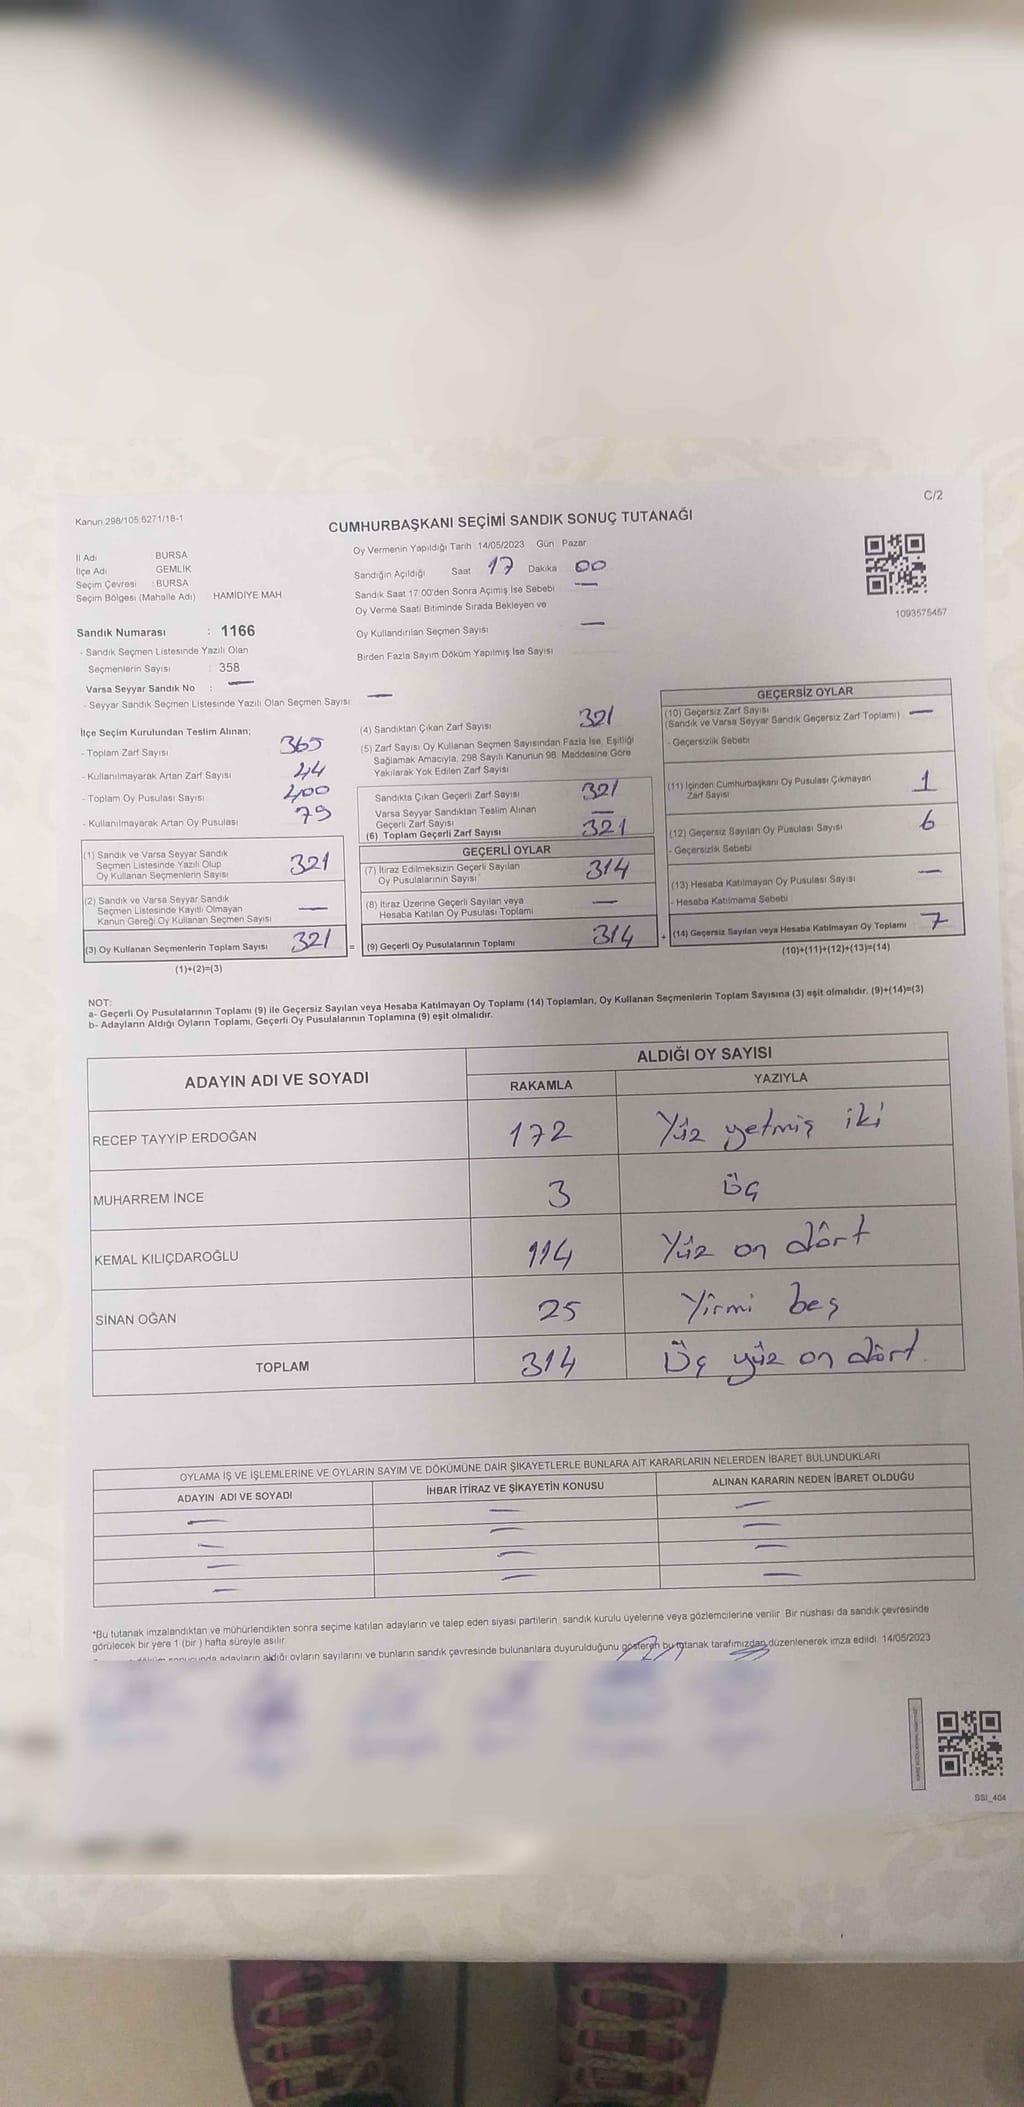 C/2
Kanun.298/105.6271/16-1
CUMHURBAŞKANI SEÇİMİ SANDIK SONUÇ TUTANAĞI
İl Adı BURSA
İlçe Adı GEMLİK
Seçim Çevresi : BURSA
Seçim Bölgesi (Mahalle Adı) HAMİDİYE MAH
Sandık Numarası : 1166
- Sandık Seçmen Listesinde Yazılı Olan
Seçmenlerin Sayısı : 358
Varsa Seyyar Sandık No : —
- Seyyar Sandık Seçmen Listesinde Yazılı Olan Seçmen Sayısı: —
Oy Vermenin Yapıldığı Tarih 14/05/2023 Gün Pazar
Sandığın Açıldığı Saat 17 Dakika 00
Sandık Saat 17:00'den Sonra Açımış İse Sebebi —
Oy Verme Saati Bitiminde Sırada Bekleyen ve
Oy Kullandırılan Seçmen Sayısı —
Birden Fazla Sayım Döküm Yapılmış İse Sayısı
1093575457
İlçe Seçim Kurulundan Teslim Alınan;
- Toplam Zarf Sayısı 365
- Kullanılmayarak Artan Zarf Sayısı 44
- Toplam Oy Pusulası Sayısı 400
- Kullanılmayarak Artan Oy Pusulası 79
(1) Sandık ve Varsa Seyyar Sandık
Seçmen Listesinde Yazılı Olup
Oy Kullanan Seçmenlerin Sayısı 321
(2) Sandık ve Varsa Seyyar Sandık
Seçmen Listesinde Kayıtlı Olmayan
Kanun Gereği Oy Kullanan Seçmen Sayısı —
(3) Oy Kullanan Seçmenlerin Toplam Sayısı 321
(1)+(2)=(3)
(4) Sandıktan Çıkan Zarf Sayısı 321
(5) Zarf Sayısı Oy Kullanan Seçmen Sayısından Fazla İse, Eşitliği
Sağlamak Amacıyla, 298 Sayılı Kanunun 98. Maddesine Göre
Yakılarak Yok Edilen Zarf Sayısı
Sandıkta Çıkan Geçerli Zarf Sayısı 321
Varsa Seyyar Sandıktan Teslim Alınan
Geçerli Zarf Sayısı —
(6) Toplam Geçerli Zarf Sayısı 321
GEÇERLİ OYLAR
(7) İtiraz Edilmeksizin Geçerli Sayılan
Oy Pusulalarının Sayısı 314
(8) İtiraz Üzerine Geçerli Sayılan veya
Hesaba Katılan Oy Pusulası Toplamı —
= (9) Geçerli Oy Pusulalarının Toplamı 314
GEÇERSİZ OYLAR
(10) Geçersiz Zarf Sayısı
(Sandık ve Varsa Seyyar Sandık Geçersiz Zarf Toplamı) —
- Geçersizlik Sebebi
(11) İçinden Cumhurbaşkanı Oy Pusulası Çıkmayan
Zarf Sayısı 1
(12) Geçersiz Sayılan Oy Pusulası Sayısı 6
- Geçersizlik Sebebi
(13) Hesaba Katılmayan Oy Pusulası Sayısı —
- Hesaba Katılmama Sebebi
+ (14) Geçersiz Sayılan veya Hesaba Katılmayan Oy Toplamı 7
(10)+(11)+(12)+(13)=(14)
NOT:
a- Geçerli Oy Pusulalarının Toplamı (9) ile Geçersiz Sayılan veya Hesaba Katılmayan Oy Toplamı (14) Toplamları, Oy Kullanan Seçmenlerin Toplam Sayısına (3) eşit olmalıdır. (9)+(14)=(3)
b- Adayların Aldığı Oyların Toplamı, Geçerli Oy Pusulalarının Toplamına (9) eşit olmalıdır.
ADAYIN ADI VE SOYADI ALDIĞI OY SAYISI
RAKAMLA YAZIYLA
RECEP TAYYİP ERDOĞAN 172 Yüz yetmiş iki
MUHARREM İNCE 3 Üç
KEMAL KILIÇDAROĞLU 114 Yüz on dört
SİNAN OĞAN 25 Yirmi beş
TOPLAM 314 Üç yüz on dört.
OYLAMA İŞ VE İŞLEMLERİNE VE OYLARIN SAYIM VE DÖKÜMÜNE DAİR ŞİKAYETLERLE BUNLARA AİT KARARLARIN NELERDEN İBARET BULUNDUKLARI
ADAYIN ADI VE SOYADI İHBAR İTİRAZ VE ŞİKAYETİN KONUSU ALINAN KARARIN NEDEN İBARET OLDUĞU
— — —
— — —
— — —
— — —
*Bu tutanak imzalandıktan ve mühürlendikten sonra seçime katılan adayların ve talep eden siyasi partilerin sandık kurulu üyelerine veya gözlemcilerine verilir. Bir nüshası da sandık çevresinde
görülecek bir yere 1 (bir) hafta süreyle asılır.
sonucunda adayların aldığı oyların sayılarını ve bunların sandık çevresinde bulunanlara duyurulduğunu gösteren bu tutanak tarafımızdan düzenlenerek imza edildi. 14/05/2023
SSI_404